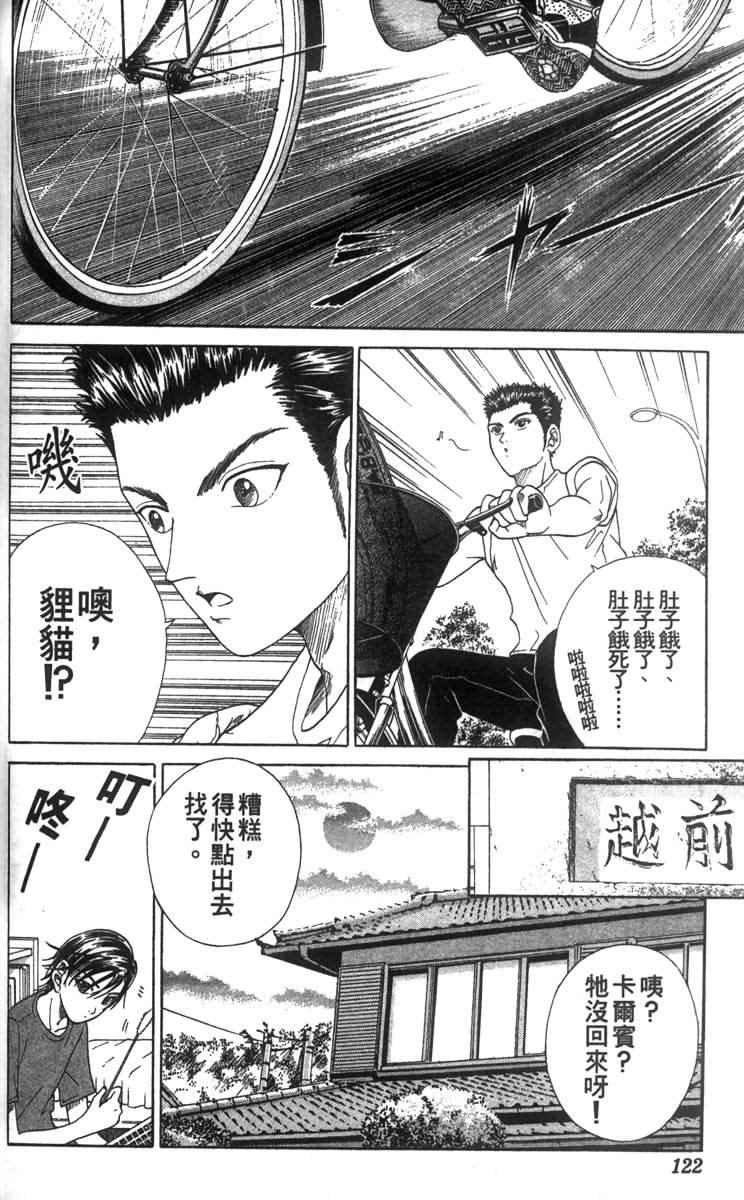 ャ
肚子餓了、
肚子餓了、
肚子餓死了……
啦啦啦啦啦
嘰
噢，
貍貓!?
越前
咦？
卡爾賓？
牠沒回來呀！
糟糕，
得快點出去
找了。
叮—
咚—
122